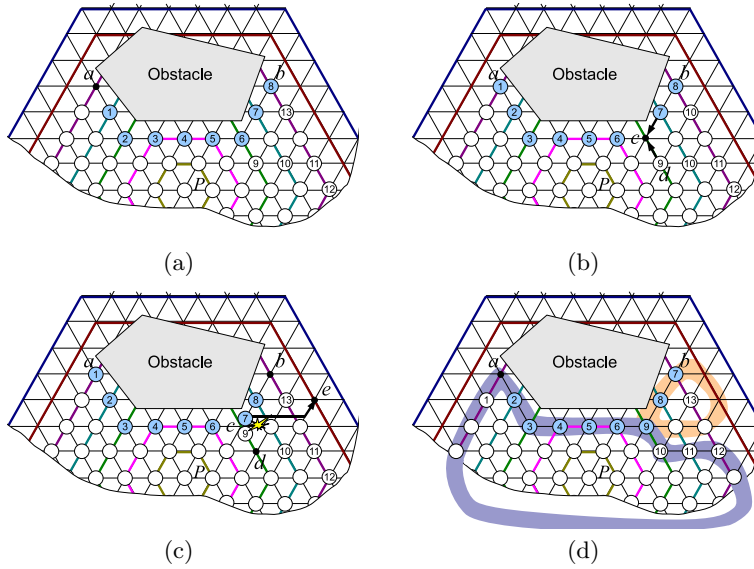 a b
Obstacle
8
1 7 13
2 3 4 5 6
9 10 11
P
12
(a)
a b
Obstacle
1 8
2 7 10
3 4 5 6 c
9 10 11
P d
12
(b)
a b
Obstacle
1 e
2 8 13
7
3 4 5 6 c
9
P d 11
12
(c)
a b
Obstacle
7
1 8 13
2 3 4 5 6 9
10 11 12
P
(d)